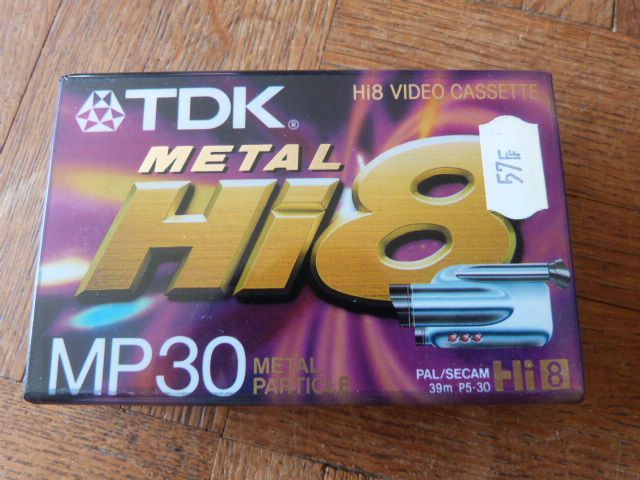 TDK®
Hi8 VIDEO CASSETTE
METAL
Hi8
57F
MP30
METAL
PARTICLE
PAL/SECAM
39m P5-30
Hi8